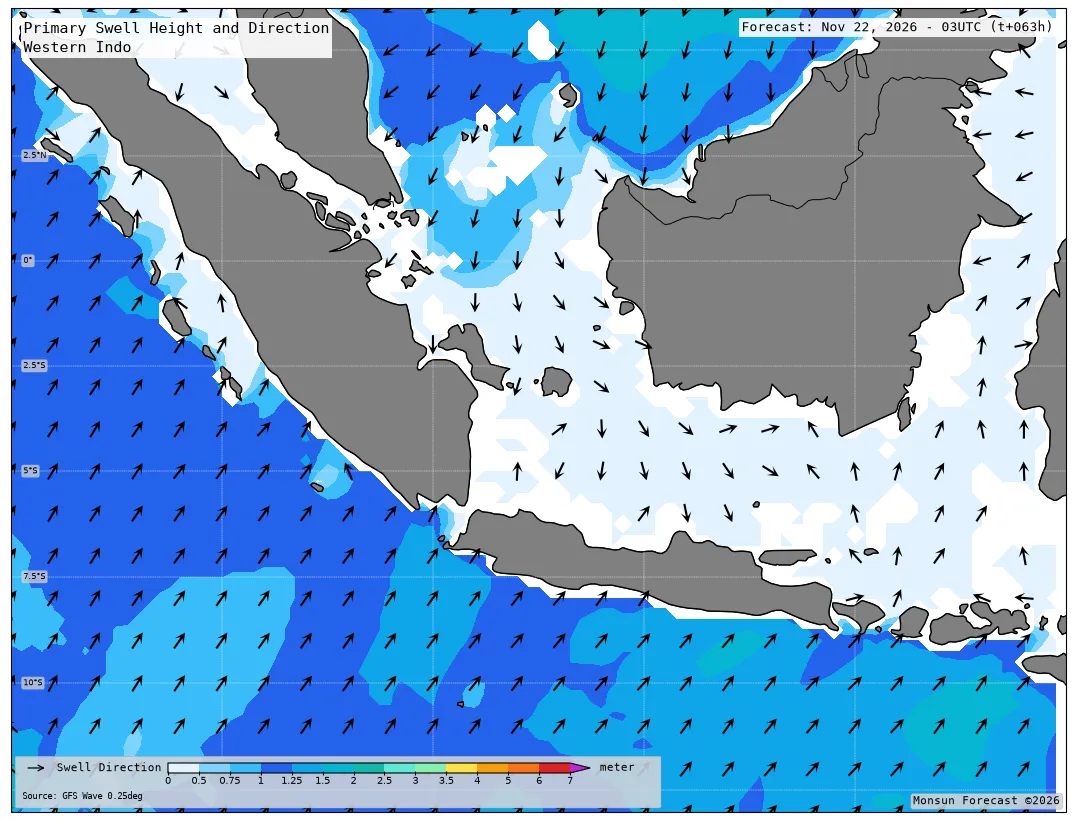 Primary Swell Height and Direction
Western Indo
Forecast: Nov 22, 2026 - 03UTC (t+063h)
2.5°N
0°
2.5°S
5°S
7.5°S
10°S
Swell Direction
0 0.5 0.75 1 1.25 1.5 2 2.5 3 3.5 4 5 6 7
meter
Source: GFS Wave 0.25deg
Monsun Forecast ©2026